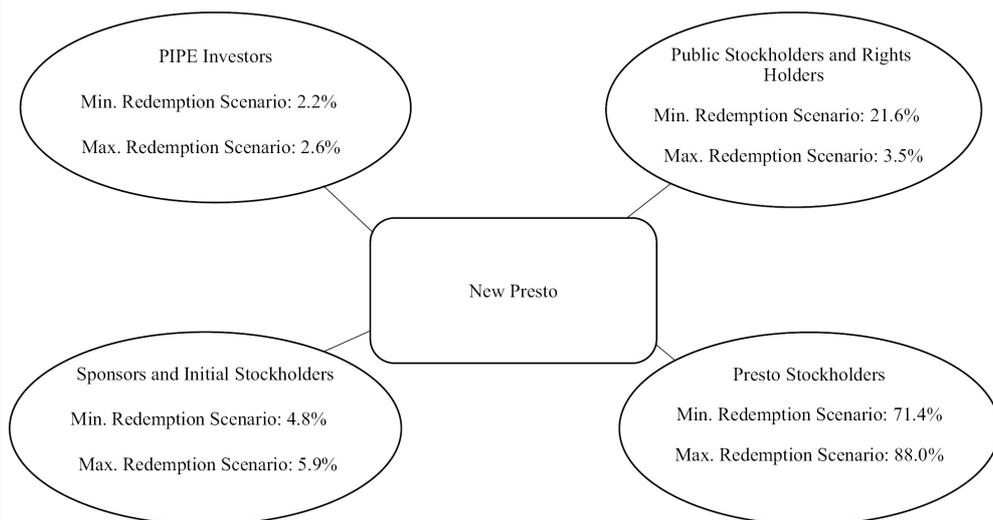 PIPE Investors
Min. Redemption Scenario: 2.2%
Max. Redemption Scenario: 2.6%
Public Stockholders and Rights
Holders
Min. Redemption Scenario: 21.6%
Max. Redemption Scenario: 3.5%
New Presto
Sponsors and Initial Stockholders
Min. Redemption Scenario: 4.8%
Max. Redemption Scenario: 5.9%
Presto Stockholders
Min. Redemption Scenario: 71.4%
Max. Redemption Scenario: 88.0%